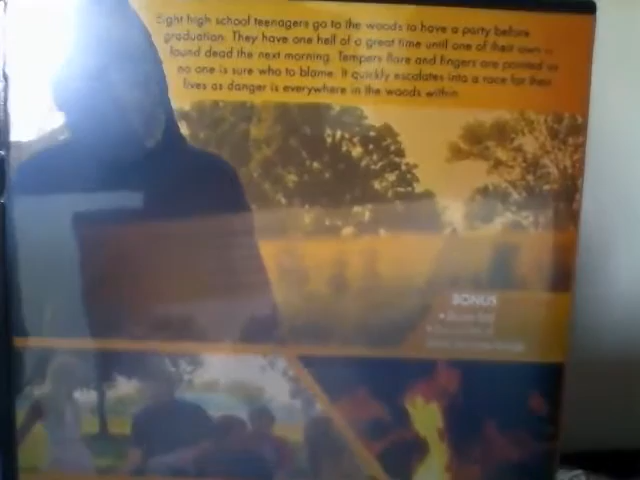 Eight high school teenagers go to the woods to have a party before
graduation. They have one hell of a great time until one of their own is
found dead the next morning. Tempers flare and fingers are pointed as
no one is sure who to blame. It quickly escalates into a race for their
lives as danger is everywhere in the woods within
BONUS